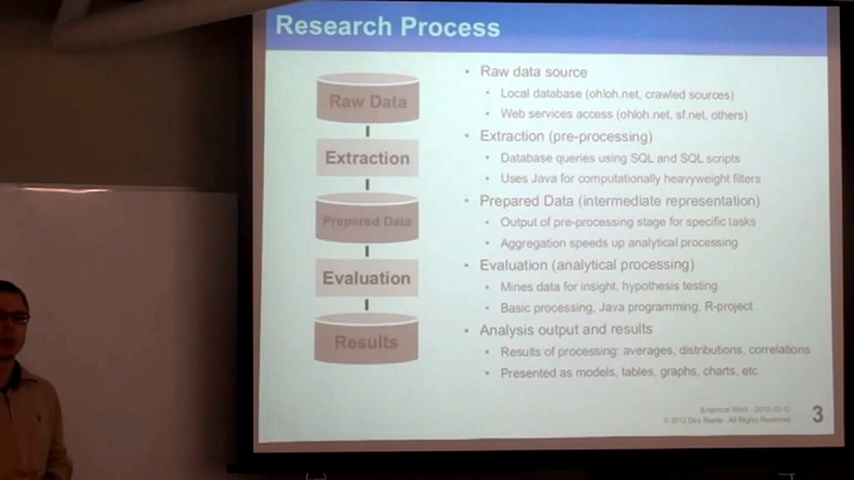 Research Process
Raw Data
Extraction
Prepared Data
Evaluation
Results
• Raw data source
• Local database (ohloh.net, crawled sources)
• Web services access (ohloh.net, sf.net, others)
• Extraction (pre-processing)
• Database queries using SQL and SQL scripts
• Uses Java for computationally heavyweight filters
• Prepared Data (intermediate representation)
• Output of pre-processing stage for specific tasks
• Aggregation speeds up analytical processing
• Evaluation (analytical processing)
• Mines data for insight, hypothesis testing
• Basic processing, Java programming, R-project
• Analysis output and results
• Results of processing: averages, distributions, correlations
• Presented as models, tables, graphs, charts, etc
Empirical Work - 2012-10-12
© 2012 Dirk Riehle - All Rights Reserved
3